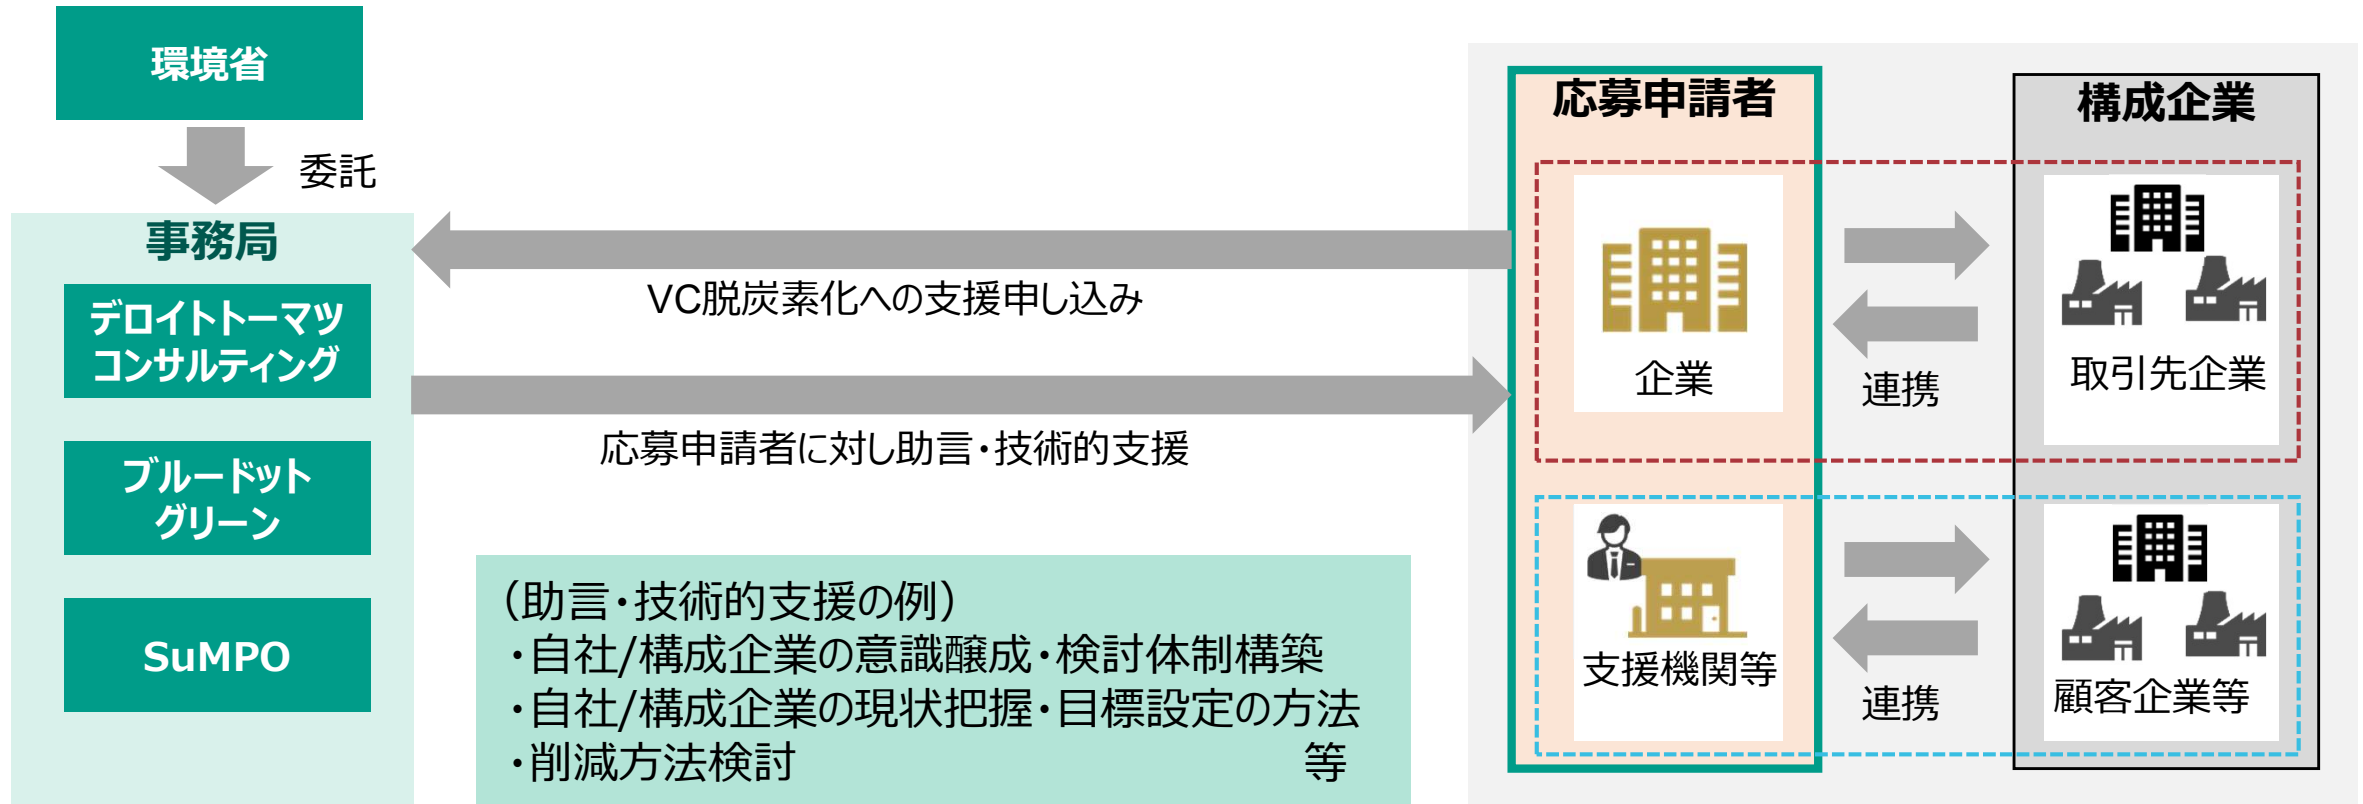 環境省
委託
事務局
デロイトトーマツ
コンサルティング
ブルードット
グリーン
SuMPO
VC脱炭素化への支援申し込み
応募申請者に対し助言・技術的支援
（助言・技術的支援の例）
・自社/構成企業の意識醸成・検討体制構築
・自社/構成企業の現状把握・目標設定の方法
・削減方法検討 等
応募申請者
企業
支援機関等
連携
連携
構成企業
取引先企業
顧客企業等